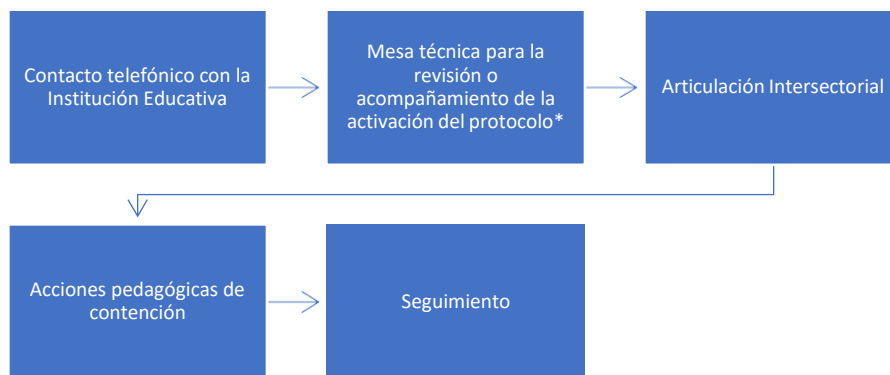 Contacto telefónico con la
Institución Educativa
Mesa técnica para la
revisión o
acompañamiento de la
activación del protocolo*
Articulación Intersectorial
Acciones pedagógicas de
contención
Seguimiento